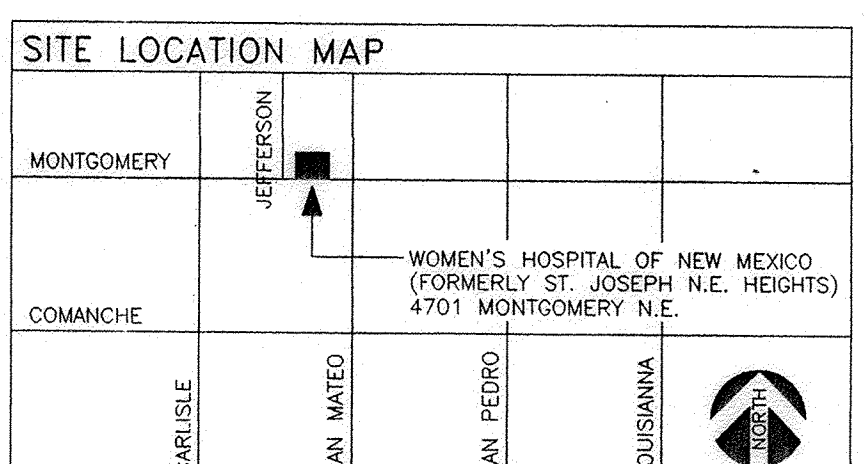 SITE LOCATION MAP
JEFFERSON
MONTGOMERY
WOMEN'S HOSPITAL OF NEW MEXICO
(FORMERLY ST. JOSEPH N.E. HEIGHTS)
4701 MONTGOMERY N.E.
COMANCHE
ARLISLE
AN MATEO
AN PEDRO
OUISIANNA
NORTH